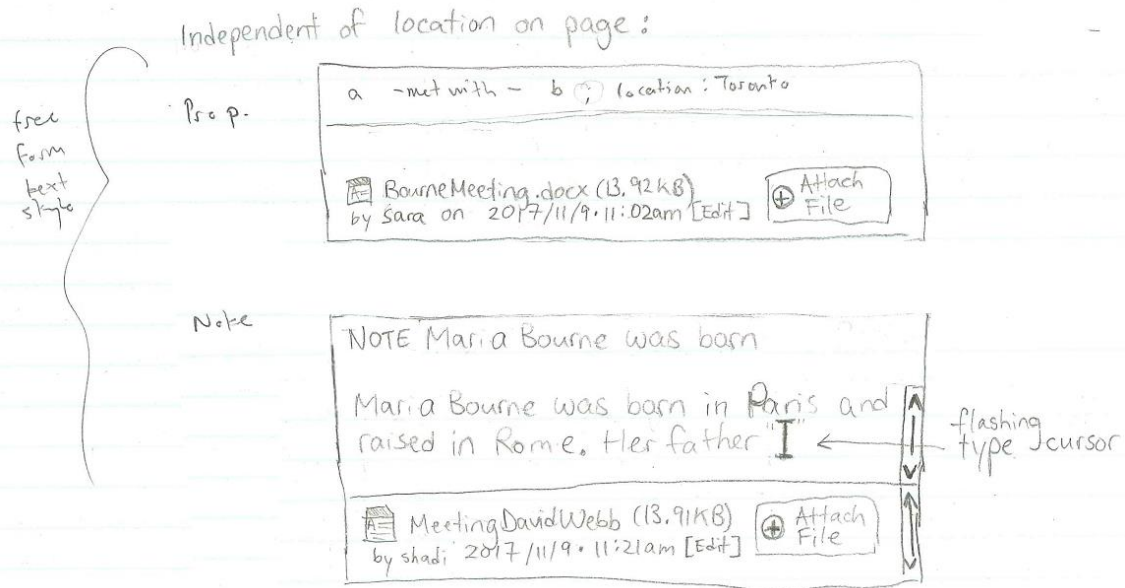 Independent of location on page:
free
form
text
style
Prop.
a - met with - b ; location: Toronto
BourneMeeting.docx (13.92KB)
by sara on 2017/11/9 · 11:02am [Edit]
Attach
File
Note
NOTE Maria Bourne was born
Maria Bourne was born in Paris and
raised in Rome. Her father "I"
flashing
type cursor
MeetingDavidWebb (13.91KB)
by shadi 2017/11/9 · 11:21am [Edit]
Attach
File